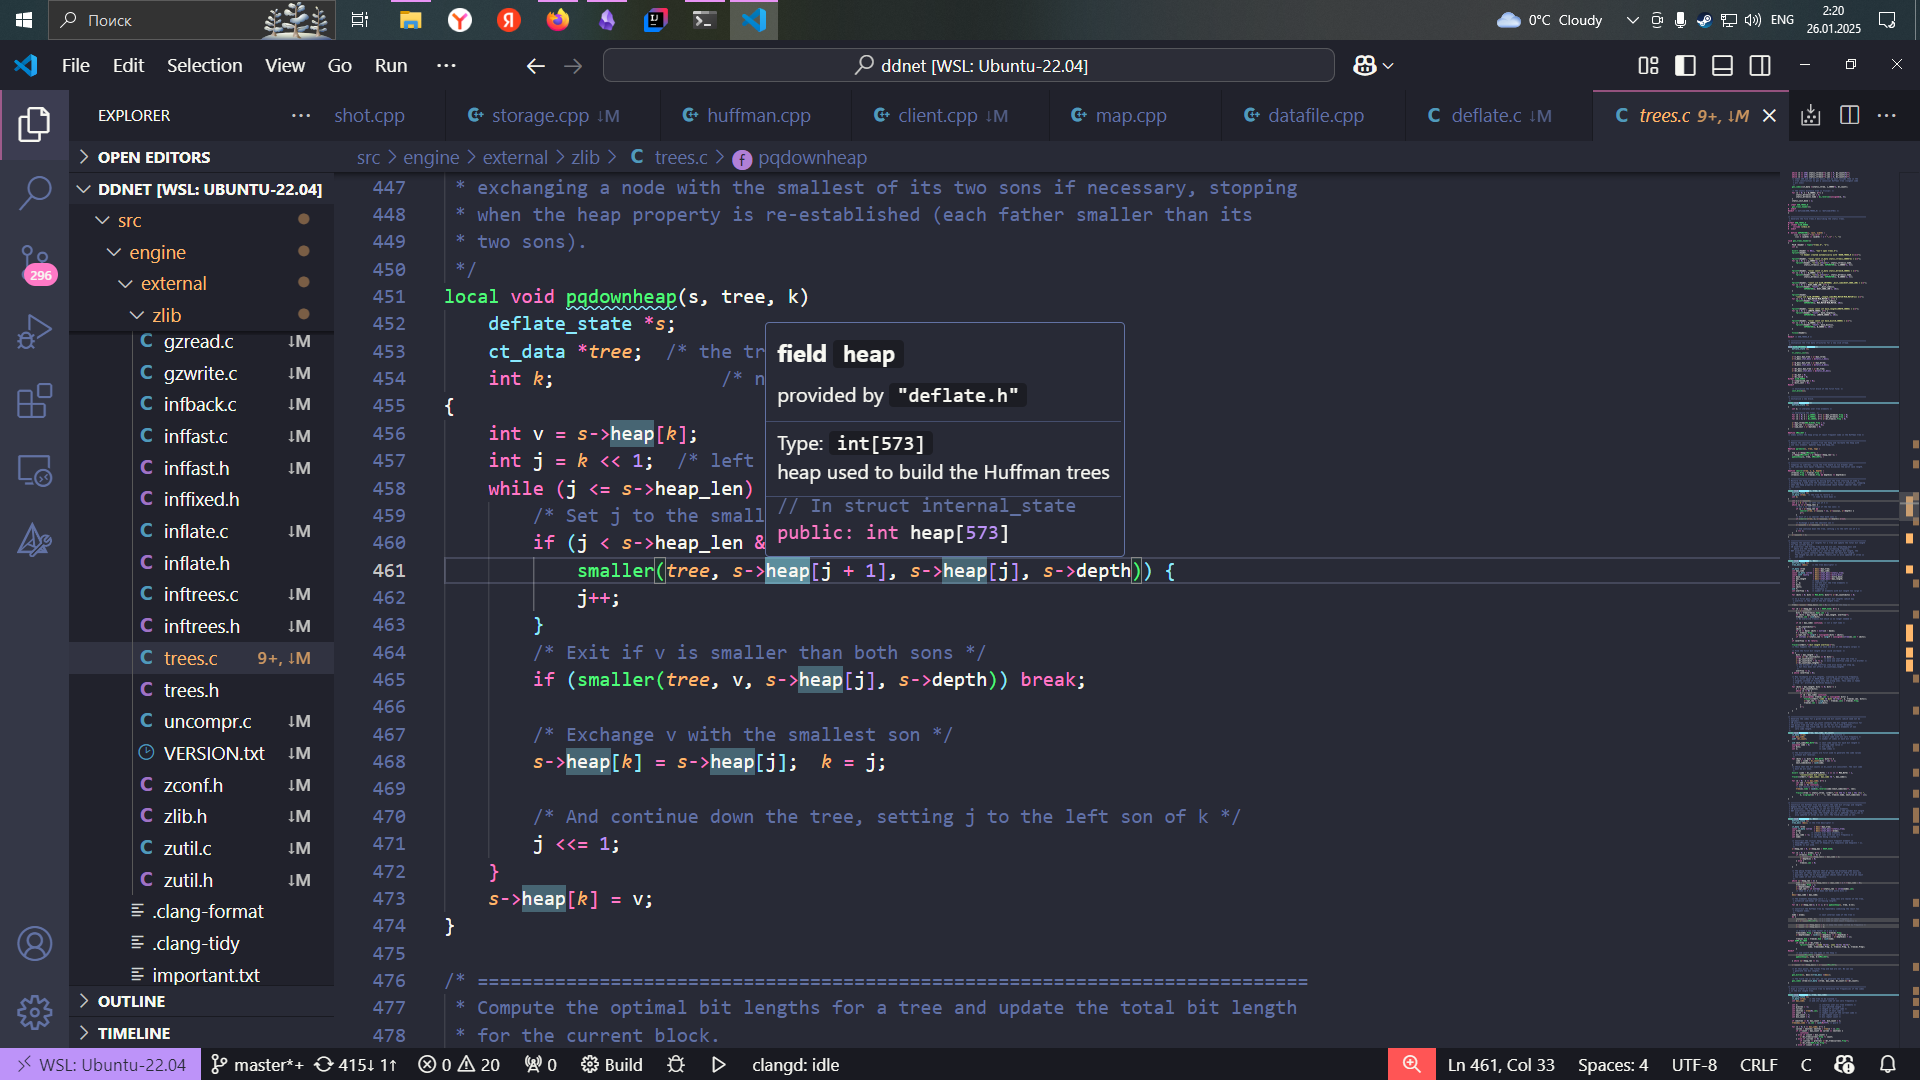 Поиск
0°C Cloudy
ENG
2:20
26.01.2025
File Edit Selection View Go Run ···
ddnet [WSL: Ubuntu-22.04]
EXPLORER ···
shot.cpp
storage.cpp ↓M
huffman.cpp
client.cpp ↓M
map.cpp
datafile.cpp
deflate.c ↓M
trees.c 9+, ↓M
OPEN EDITORS
src > engine > external > zlib > C trees.c > f pqdownheap
DDNET [WSL: UBUNTU-22.04]
src
engine
external
zlib
296
C gzread.c ↓M
C gzwrite.c ↓M
C infback.c ↓M
C inffast.c ↓M
C inffast.h ↓M
C inffixed.h
C inflate.c ↓M
C inflate.h
C inftrees.c ↓M
C inftrees.h ↓M
C trees.c 9+, ↓M
C trees.h
C uncompr.c ↓M
VERSION.txt ↓M
C zconf.h ↓M
C zlib.h ↓M
C zutil.c ↓M
C zutil.h ↓M
.clang-format
.clang-tidy
important.txt
OUTLINE
TIMELINE
447 * exchanging a node with the smallest of its two sons if necessary, stopping
448 * when the heap property is re-established (each father smaller than its
449 * two sons).
450 */
451 local void pqdownheap(s, tree, k)
452 deflate_state *s;
453 ct_data *tree; /* the tr
454 int k; /* n
455 {
456 int v = s->heap[k];
457 int j = k << 1; /* left
458 while (j <= s->heap_len)
459 /* Set j to the small
460 if (j < s->heap_len &
461 smaller(tree, s->heap[j + 1], s->heap[j], s->depth)) {
462 j++;
463 }
464 /* Exit if v is smaller than both sons */
465 if (smaller(tree, v, s->heap[j], s->depth)) break;
466
467 /* Exchange v with the smallest son */
468 s->heap[k] = s->heap[j]; k = j;
469
470 /* And continue down the tree, setting j to the left son of k */
471 j <<= 1;
472 }
473 s->heap[k] = v;
474 }
475
476 /* ===========================================================================
477 * Compute the optimal bit lengths for a tree and update the total bit length
478 * for the current block.
field heap
provided by "deflate.h"
Type: int[573]
heap used to build the Huffman trees
// In struct internal_state
public: int heap[573]
WSL: Ubuntu-22.04 master*+ 415↓ 1↑ 0 20 0 Build clangd: idle Ln 461, Col 33 Spaces: 4 UTF-8 CRLF C